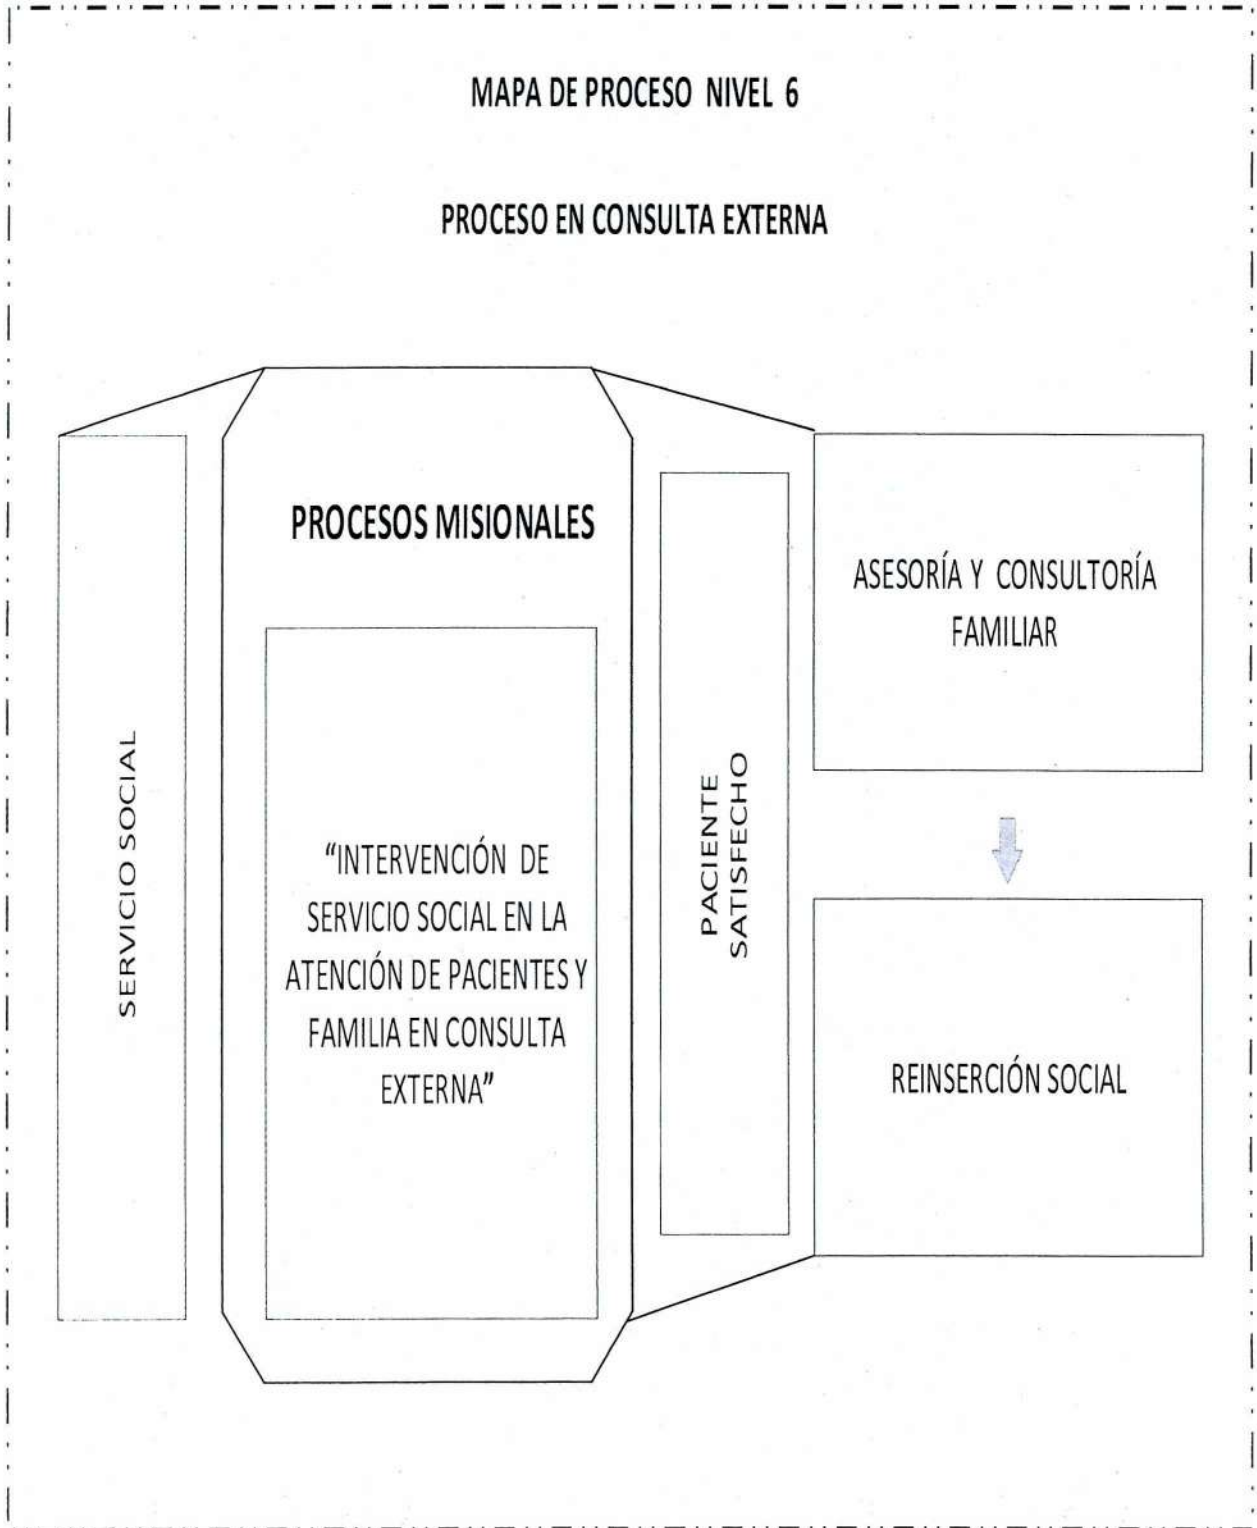 MAPA DE PROCESO NIVEL 6
PROCESO EN CONSULTA EXTERNA
SERVICIO SOCIAL
PROCESOS MISIONALES
“INTERVENCIÓN DE
SERVICIO SOCIAL EN LA
ATENCIÓN DE PACIENTES Y
FAMILIA EN CONSULTA
EXTERNA”
PACIENTE
SATISFECHO
ASESORÍA Y CONSULTORÍA
FAMILIAR
REINSERCIÓN SOCIAL